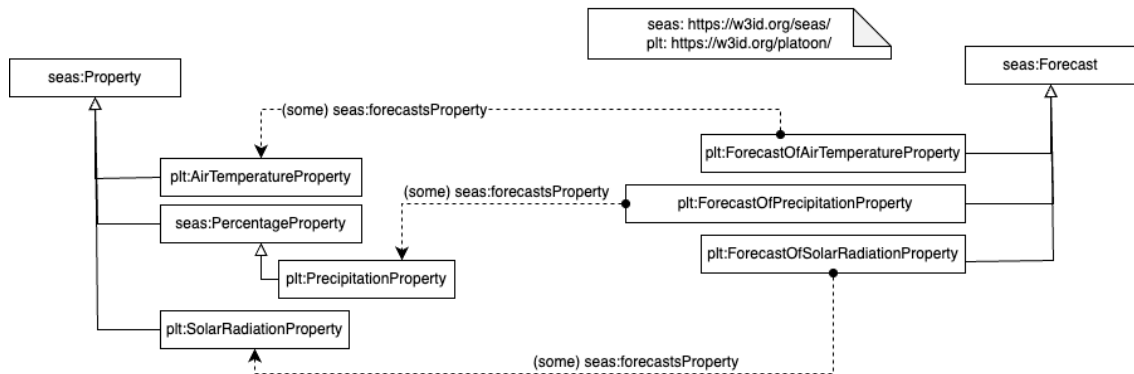 seas: https://w3id.org/seas/
plt: https://w3id.org/platoon/
seas:Property
seas:Forecast
(some) seas:forecastsProperty
plt:ForecastOfAirTemperatureProperty
plt:AirTemperatureProperty
(some) seas:forecastsProperty
plt:ForecastOfPrecipitationProperty
seas:PercentageProperty
plt:ForecastOfSolarRadiationProperty
plt:PrecipitationProperty
plt:SolarRadiationProperty
(some) seas:forecastsProperty